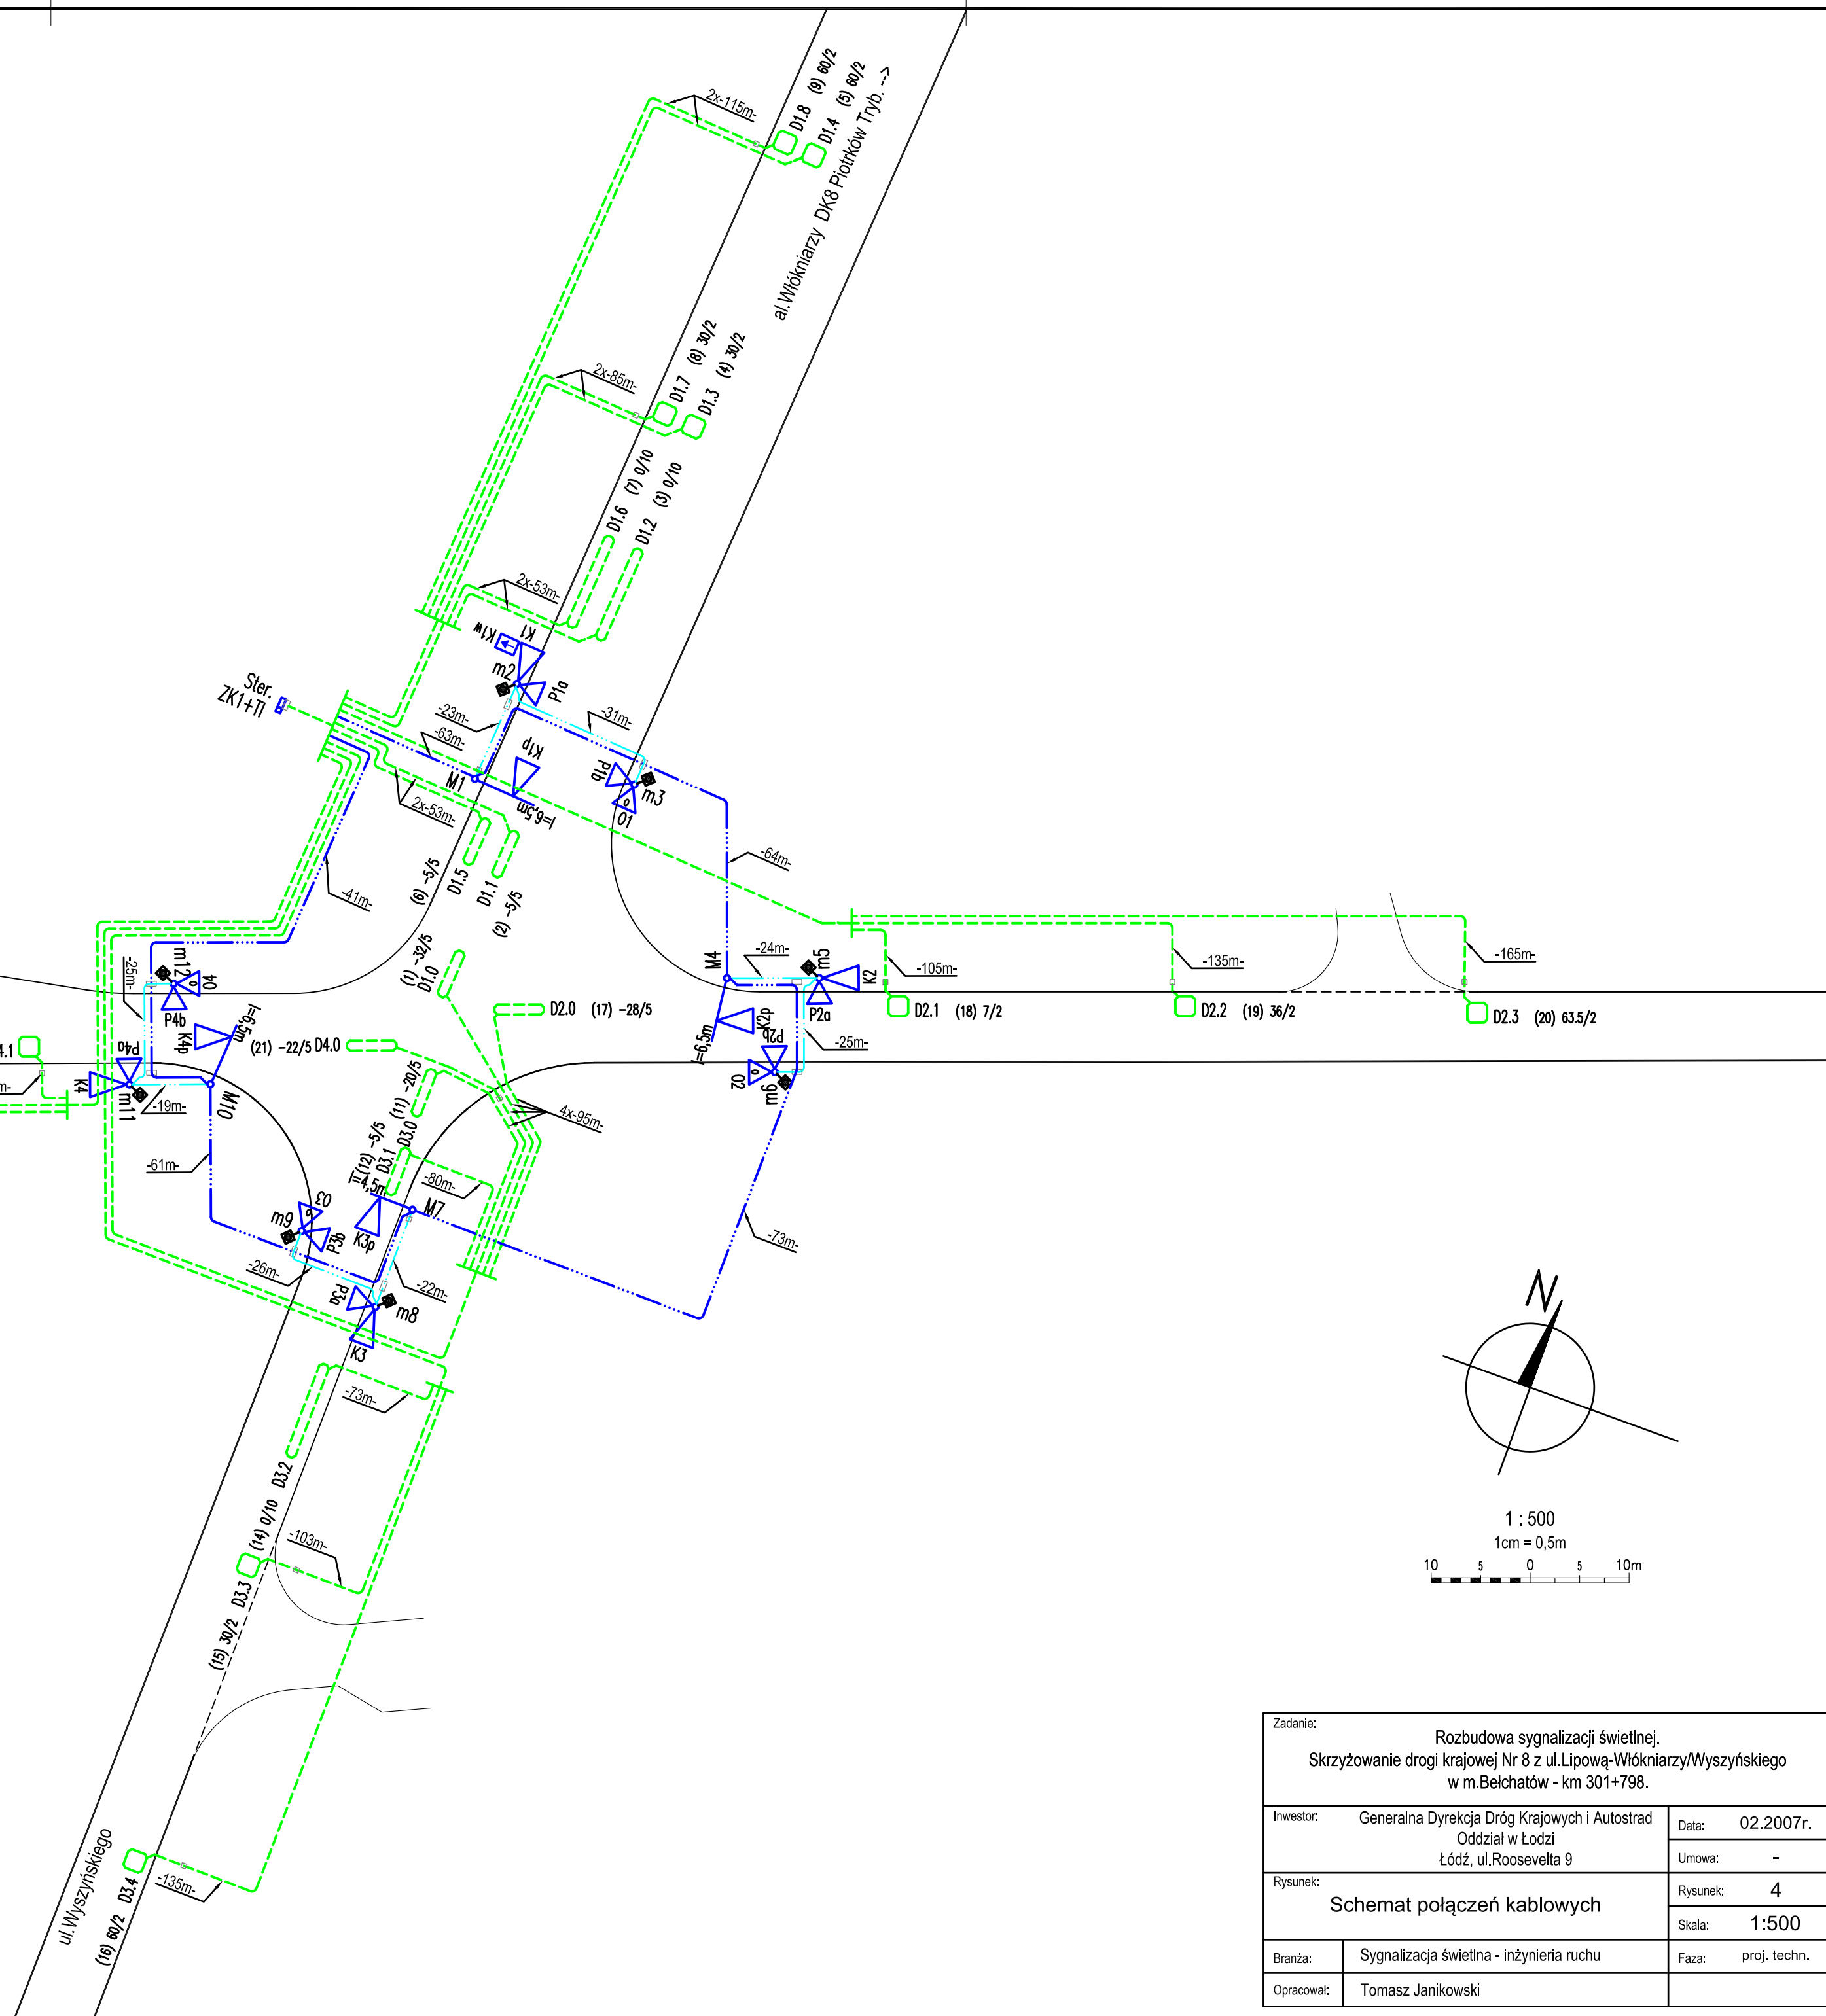 D1.8 (9) 60/2
D1.4 (5) 60/2
al.Włókniarzy DK8 Piotrków Tryb. -->
2x-115m-
D1.7 (8) 30/2
D1.3 (4) 30/2
2x-85m-
D1.6 (7) 0/10
D1.2 (3) 0/10
2x-53m-
K1w
K1
m2
P1a
Ster.
ZK1+TI
-23m-
-63m-
-31m-
K1p
M1
l=6,5m
P1b
m3
O1
2x-53m-
-64m-
-41m-
(6) -5/5
D1.5
D1.1
(2) -5/5
(1) -32/5
D1.0
-25m-
m12
O4
P4b
K4p
l=6,5m
P4a
K4
m11
-19m-
M10
4.1
m-
(21) -22/5 D4.0
D2.0 (17) -28/5
M4
-24m-
m5
K2
P2a
K2p
P2b
l=6,5m
O2
m6
-25m-
-105m-
D2.1 (18) 7/2
-135m-
D2.2 (19) 36/2
-165m-
D2.3 (20) 63.5/2
D3.0 (11) -20/5
D3.1 (12) -5/5
l=4,5m
4x-95m-
-80m-
-61m-
M7
-73m-
m9
O3
P3b
K3p
-26m-
-22m-
P3a
m8
K3
-73m-
(14) 0/10 D3.2
-103m-
(15) 30/2 D3.3
-135m-
(16) 60/2 D3.4
ul.Wyszyńskiego
N
1 : 500
1cm = 0,5m
10 5 0 5 10m
Zadanie:
Rozbudowa sygnalizacji świetlnej.
Skrzyżowanie drogi krajowej Nr 8 z ul.Lipową-Włókniarzy/Wyszyńskiego
w m.Bełchatów - km 301+798.
Inwestor:
Generalna Dyrekcja Dróg Krajowych i Autostrad
Oddział w Łodzi
Łódź, ul.Roosevelta 9
Data: 02.2007r.
Umowa: -
Rysunek:
Schemat połączeń kablowych
Rysunek: 4
Skala: 1:500
Branża: Sygnalizacja świetlna - inżynieria ruchu
Faza: proj. techn.
Opracował: Tomasz Janikowski